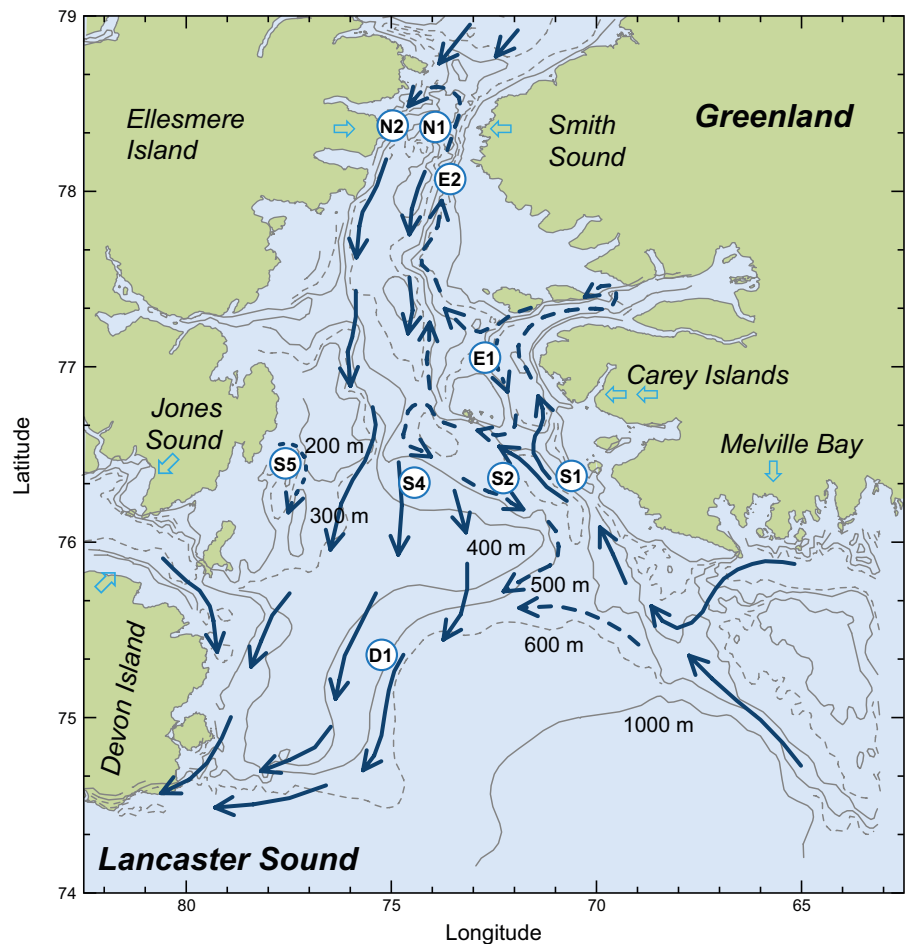 79
Ellesmere
Island
N2
N1
Smith
Sound
Greenland
E2
78
77
E1
Carey Islands
Jones
Sound
Melville Bay
200 m
S5
S4
S2
S1
300 m
Latitude
76
400 m
500 m
600 m
D1
Devon Island
75
1000 m
Lancaster Sound
74
80
75
70
65
Longitude